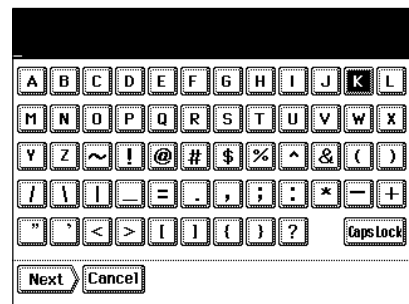 _
A B C D E F G H I J K L
M N O P Q R S T U V W X
Y Z ~ ! @ # $ % ^ & ( )
/ \ | _ = . , ; : * — +
" ' < > [ ] { } ? Caps Lock
Next Cancel